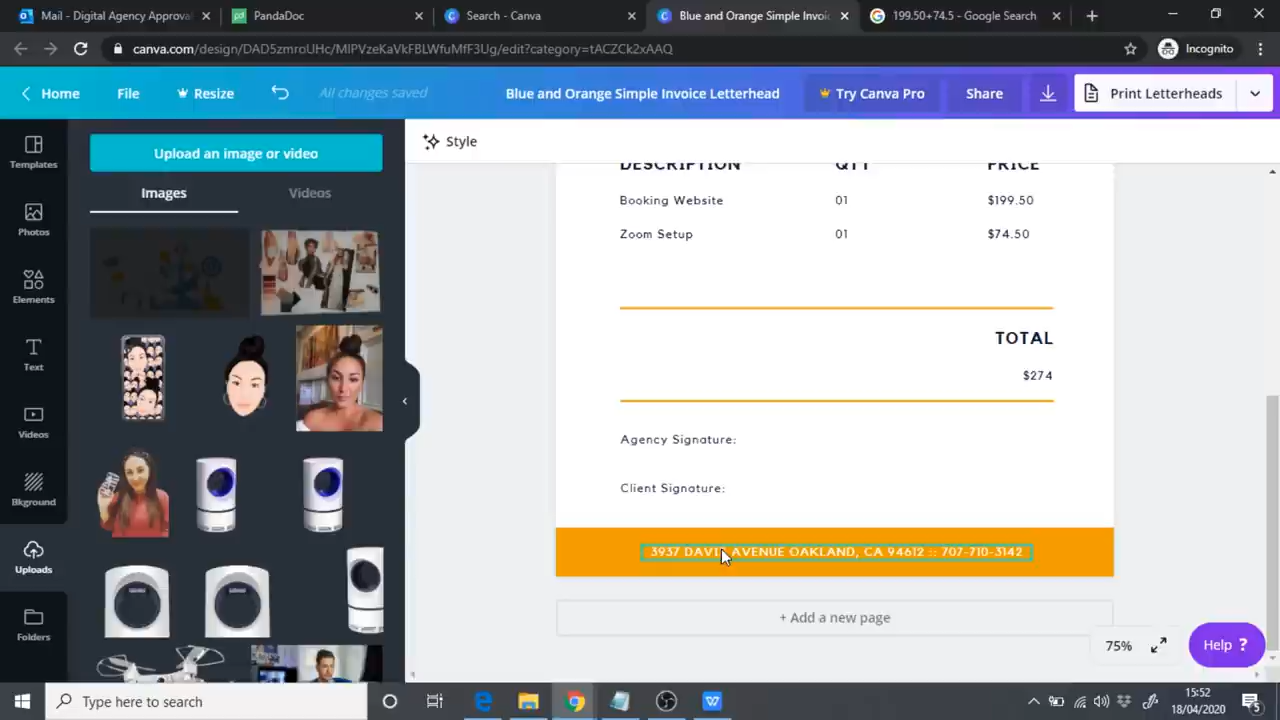 Mail - Digital Agency Approva
PandaDoc
Search - Canva
Blue and Orange Simple Invoic
199.50+74.5 - Google Search
canva.com/design/DAD5zmroUHc/MIPVzeKaVkFBLWfuMfF3Ug/edit?category=tACZCk2xAAQ
Incognito
Home
File
Resize
All changes saved
Blue and Orange Simple Invoice Letterhead
Try Canva Pro
Share
Print Letterheads
Templates
Photos
Elements
Text
Videos
Bkground
Uploads
Folders
Upload an image or video
Images
Videos
Style
DESCRIPTION QTY PRICE
Booking Website 01 $199.50
Zoom Setup 01 $74.50
TOTAL
$274
Agency Signature:
Client Signature:
3937 DAVID AVENUE OAKLAND, CA 94612 :: 707-710-3142
+ Add a new page
75%
Help ?
Type here to search
15:52
18/04/2020
5